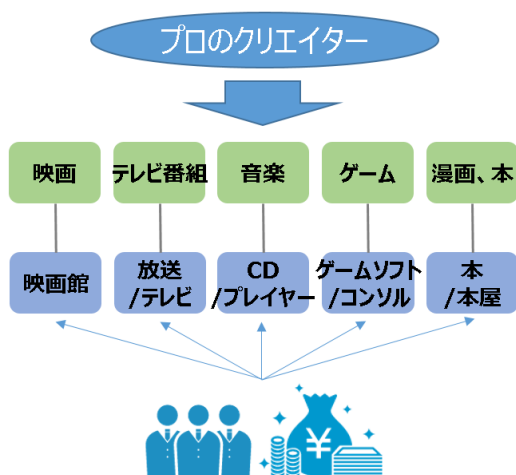 プロのクリエイター
映画
テレビ番組
音楽
ゲーム
漫画、本
映画館
放送
/テレビ
CD
/プレイヤー
ゲームソフト
/コンソル
本
/本屋
¥